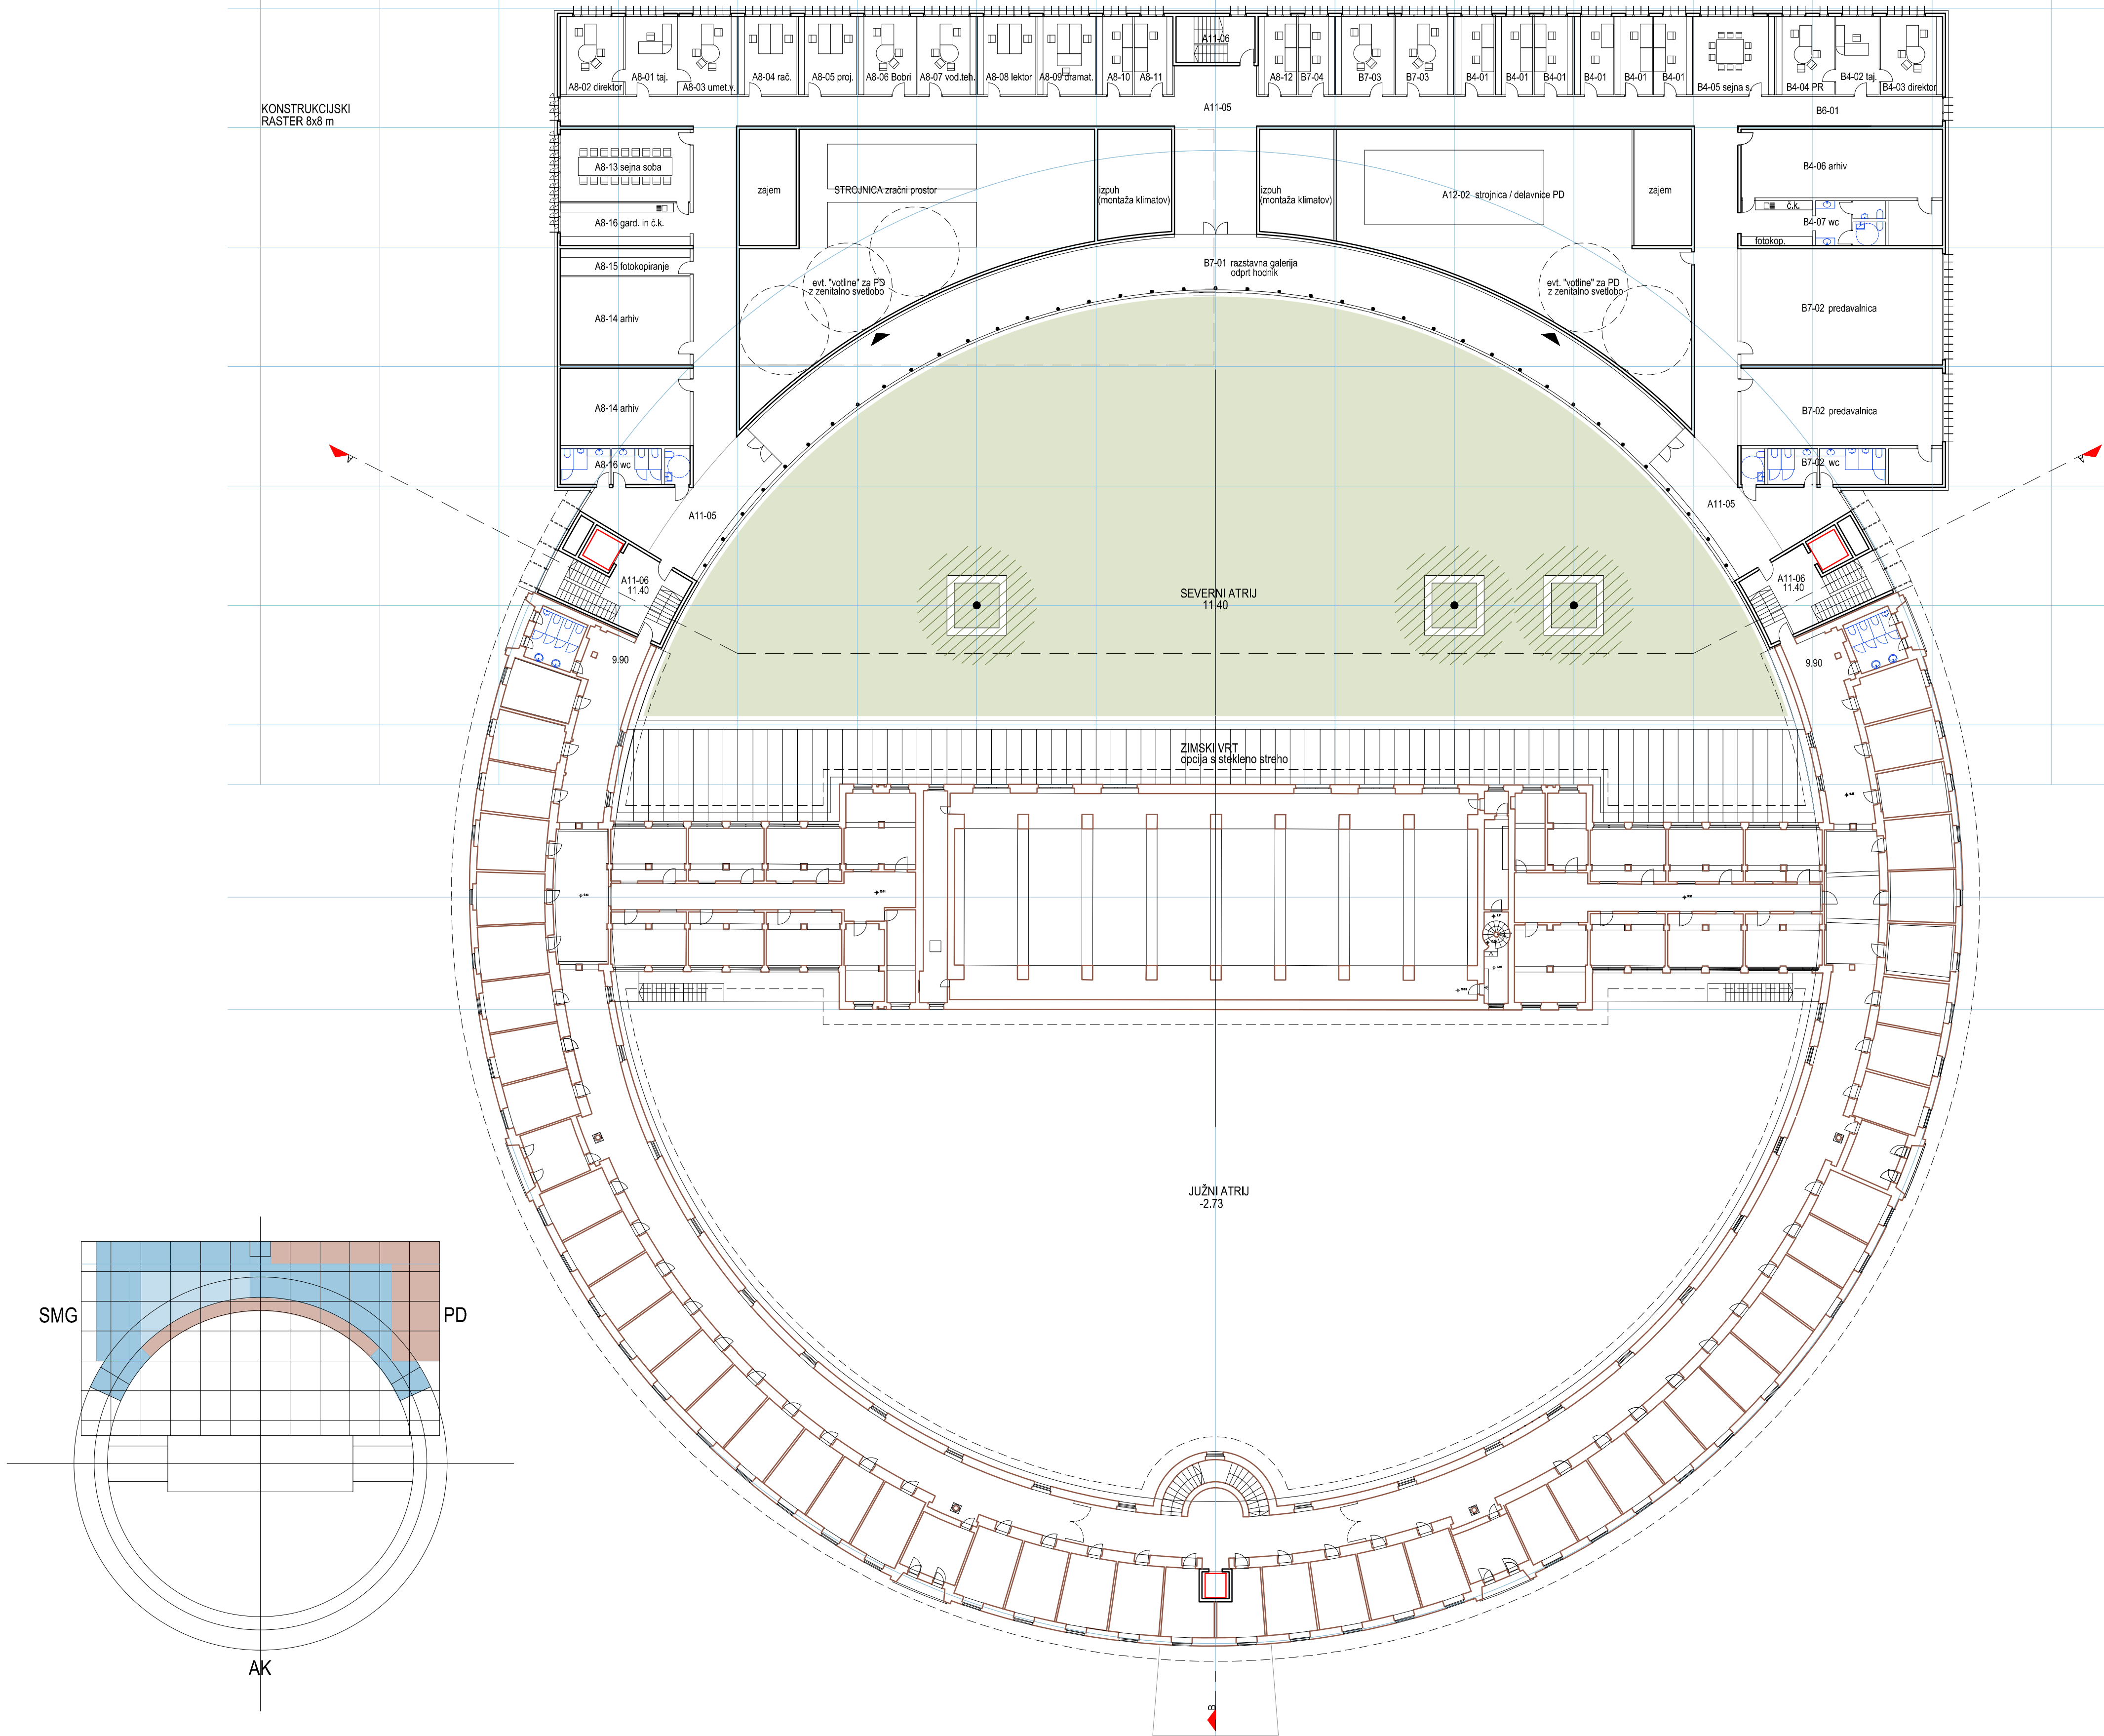 KONSTRUKCIJSKI
RASTER 8x8 m
A11-06
A8-02 direktor
A8-01 taj.
A8-03 umet.v.
A8-04 rač.
A8-05 proj.
A8-06 Bobri
A8-07 vod.teh.
A8-08 lektor
A8-09 dramat.
A8-10
A8-11
A8-12
B7-04
B7-03
B7-03
B4-01
B4-01
B4-01
B4-01
B4-01
B4-01
B4-05 sejna s.
B4-04 PR
B4-02 taj.
B4-03 direktor
A11-05
B6-01
A8-13 sejna soba
A8-16 gard. in č.k.
A8-15 fotokopiranje
A8-14 arhiv
A8-14 arhiv
A8-16 wc
zajem
STROJNICA zračni prostor
izpuh
(montaža klimatov)
izpuh
(montaža klimatov)
A12-02 strojnica / delavnice PD
zajem
B4-06 arhiv
č.k.
B4-07 wc
fotokop.
B7-02 predavalnica
B7-02 predavalnica
B7-02 wc
B7-01 razstavna galerija
odprt hodnik
evt. "votline" za PD
z zenitalno svetlobo
evt. "votline" za PD
z zenitalno svetlobo
A
A
A11-05
A11-05
A11-06
11.40
A11-06
11.40
SEVERNI ATRIJ
11.40
9.90
9.90
ZIMSKI VRT
opcija s stekleno streho
JUŽNI ATRIJ
-2.73
SMG
PD
AK
B